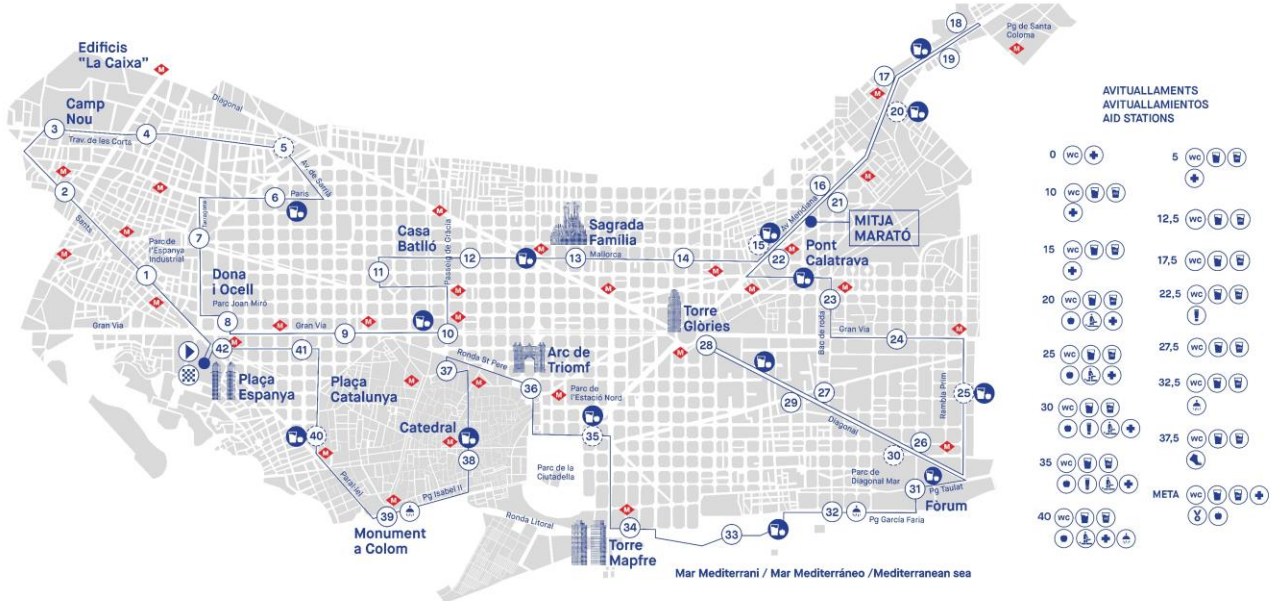 18
Pg de Santa
Coloma
M
Edificis
"La Caixa"
M
19
17
M
Diagonal
Camp
Nou
20
3
4
Trav. de les Corts
5
M
Av. de Sarrià
M
2
M
6
Paris
16
21
Av Meridiana
MITJA
MARATÓ
Sants
Tarragona
M
Sagrada
Família
7
M
M
Parc de
l'Espanya
Industrial
Casa
Batlló
Passeig de Gràcia
15
M
Pont
Calatrava
M
12
M
13
Mallorca
14
22
1
11
M
M
M
Dona
i Ocell
Parc Joan Miró
M
M
Torre
Glòries
23
Bac de roda
Gran Via
8
M
Gran Via
9
M
M
10
Gran Via
24
M
42
M
41
Ronda St Pere
Arc de
Triomf
28
M
Plaça
Espanya
Plaça
Catalunya
37
M
M
36
M
Parc de
l'Estació Nord
29
27
Diagonal
Rambla Prim
25
Catedral
40
M
M
38
35
30
26
M
Paral·lel
Parc de la
Ciutadella
Parc de
Diagonal Mar
31
Pg Taulat
Fòrum
M
39
Pg Isabel II
Monument
a Colom
Ronda Litoral
M
34
32
Pg García Faria
33
Torre
Mapfre
Mar Mediterrani / Mar Mediterráneo /Mediterranean sea
AVITUALLAMENTS
AVITUALLAMIENTOS
AID STATIONS
0 WC
5 WC
10 WC
12,5 WC
15 WC
17,5 WC
20 WC
22,5 WC
25 WC
27,5 WC
30 WC
32,5 WC
35 WC
37,5 WC
40 WC
META WC